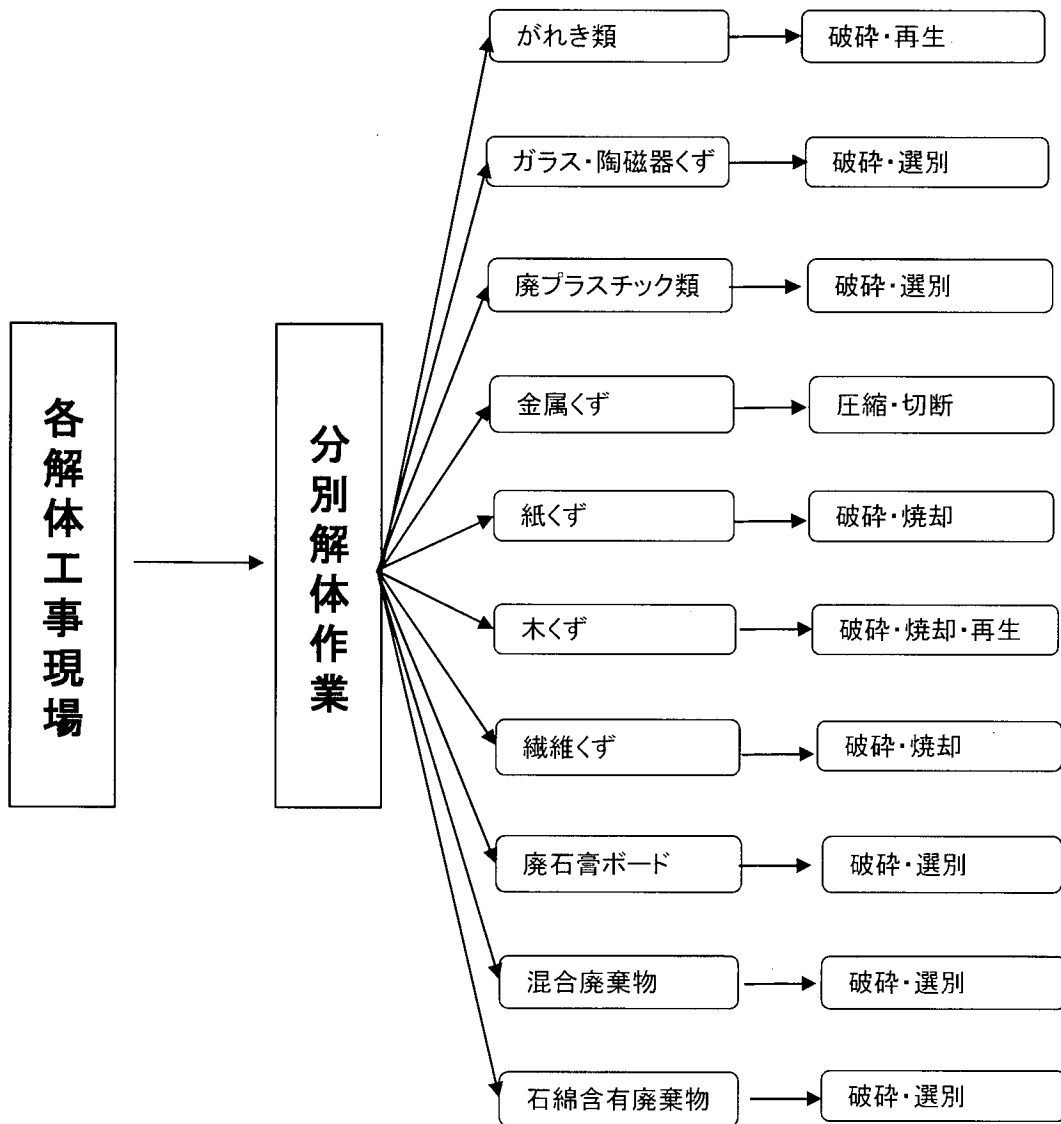 各解体工事現場
分別解体作業
がれき類
破砕・再生
ガラス・陶磁器くず
破砕・選別
廃プラスチック類
破砕・選別
金属くず
圧縮・切断
紙くず
破砕・焼却
木くず
破砕・焼却・再生
繊維くず
破砕・焼却
廃石膏ボード
破砕・選別
混合廃棄物
破砕・選別
石綿含有廃棄物
破砕・選別